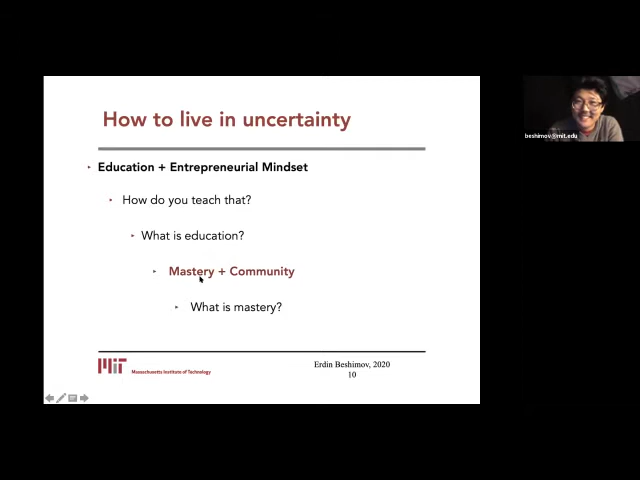 How to live in uncertainty
Education + Entrepreneurial Mindset
How do you teach that?
What is education?
Mastery + Community
What is mastery?
MIT
Massachusetts Institute of Technology
Erdin Beshimov, 2020
10
beshimov@mit.edu